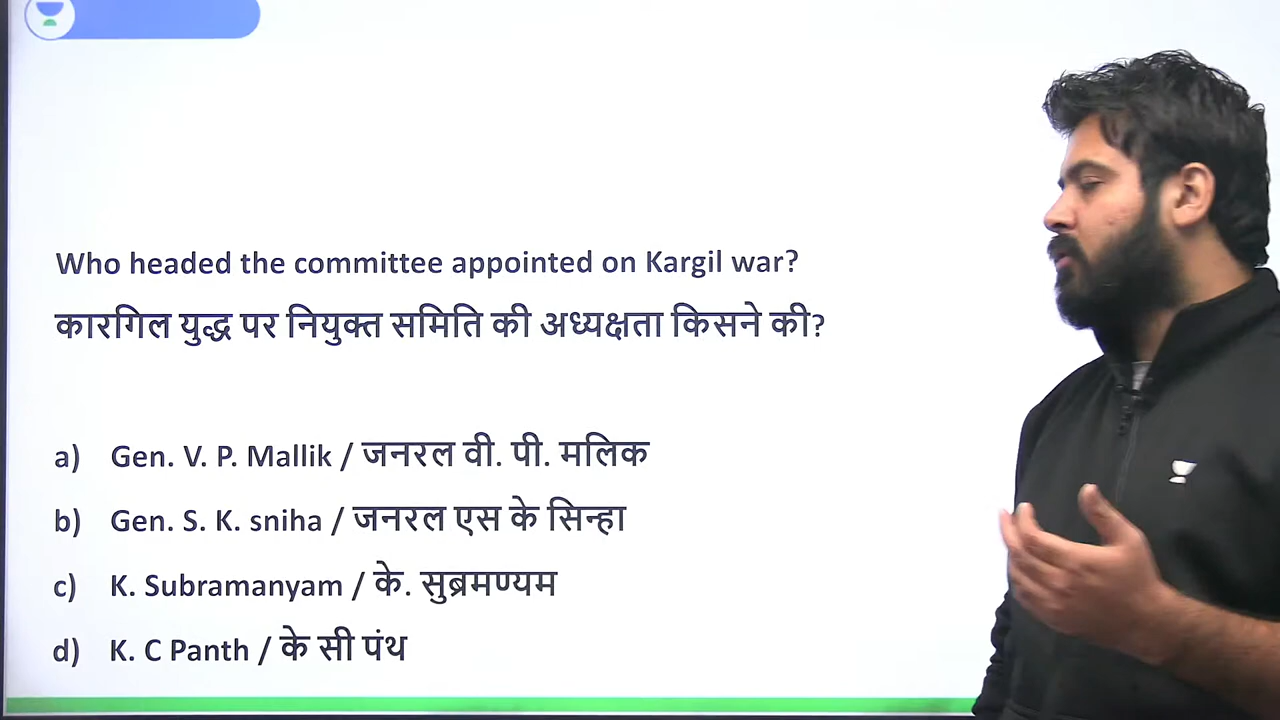 Who headed the committee appointed on Kargil war?
कारगिल युद्ध पर नियुक्त समिति की अध्यक्षता किसने की?
a) Gen. V. P. Mallik / जनरल वी. पी. मलिक
b) Gen. S. K. sniha / जनरल एस के सिन्हा
c) K. Subramanyam / के. सुब्रमण्यम
d) K. C Panth / के सी पंथ